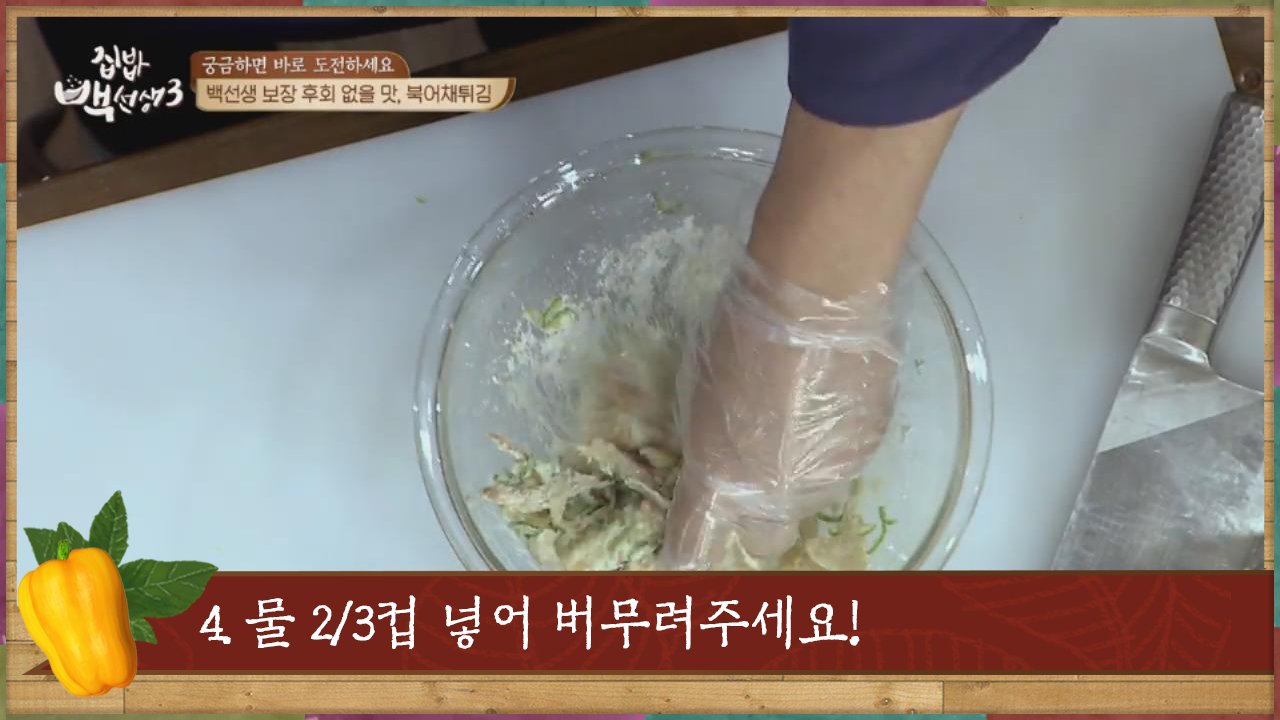 집밥
백선생3
궁금하면 바로 도전하세요
백선생 보장 후회 없을 맛, 북어채튀김
4. 물 2/3컵 넣어 버무려주세요!